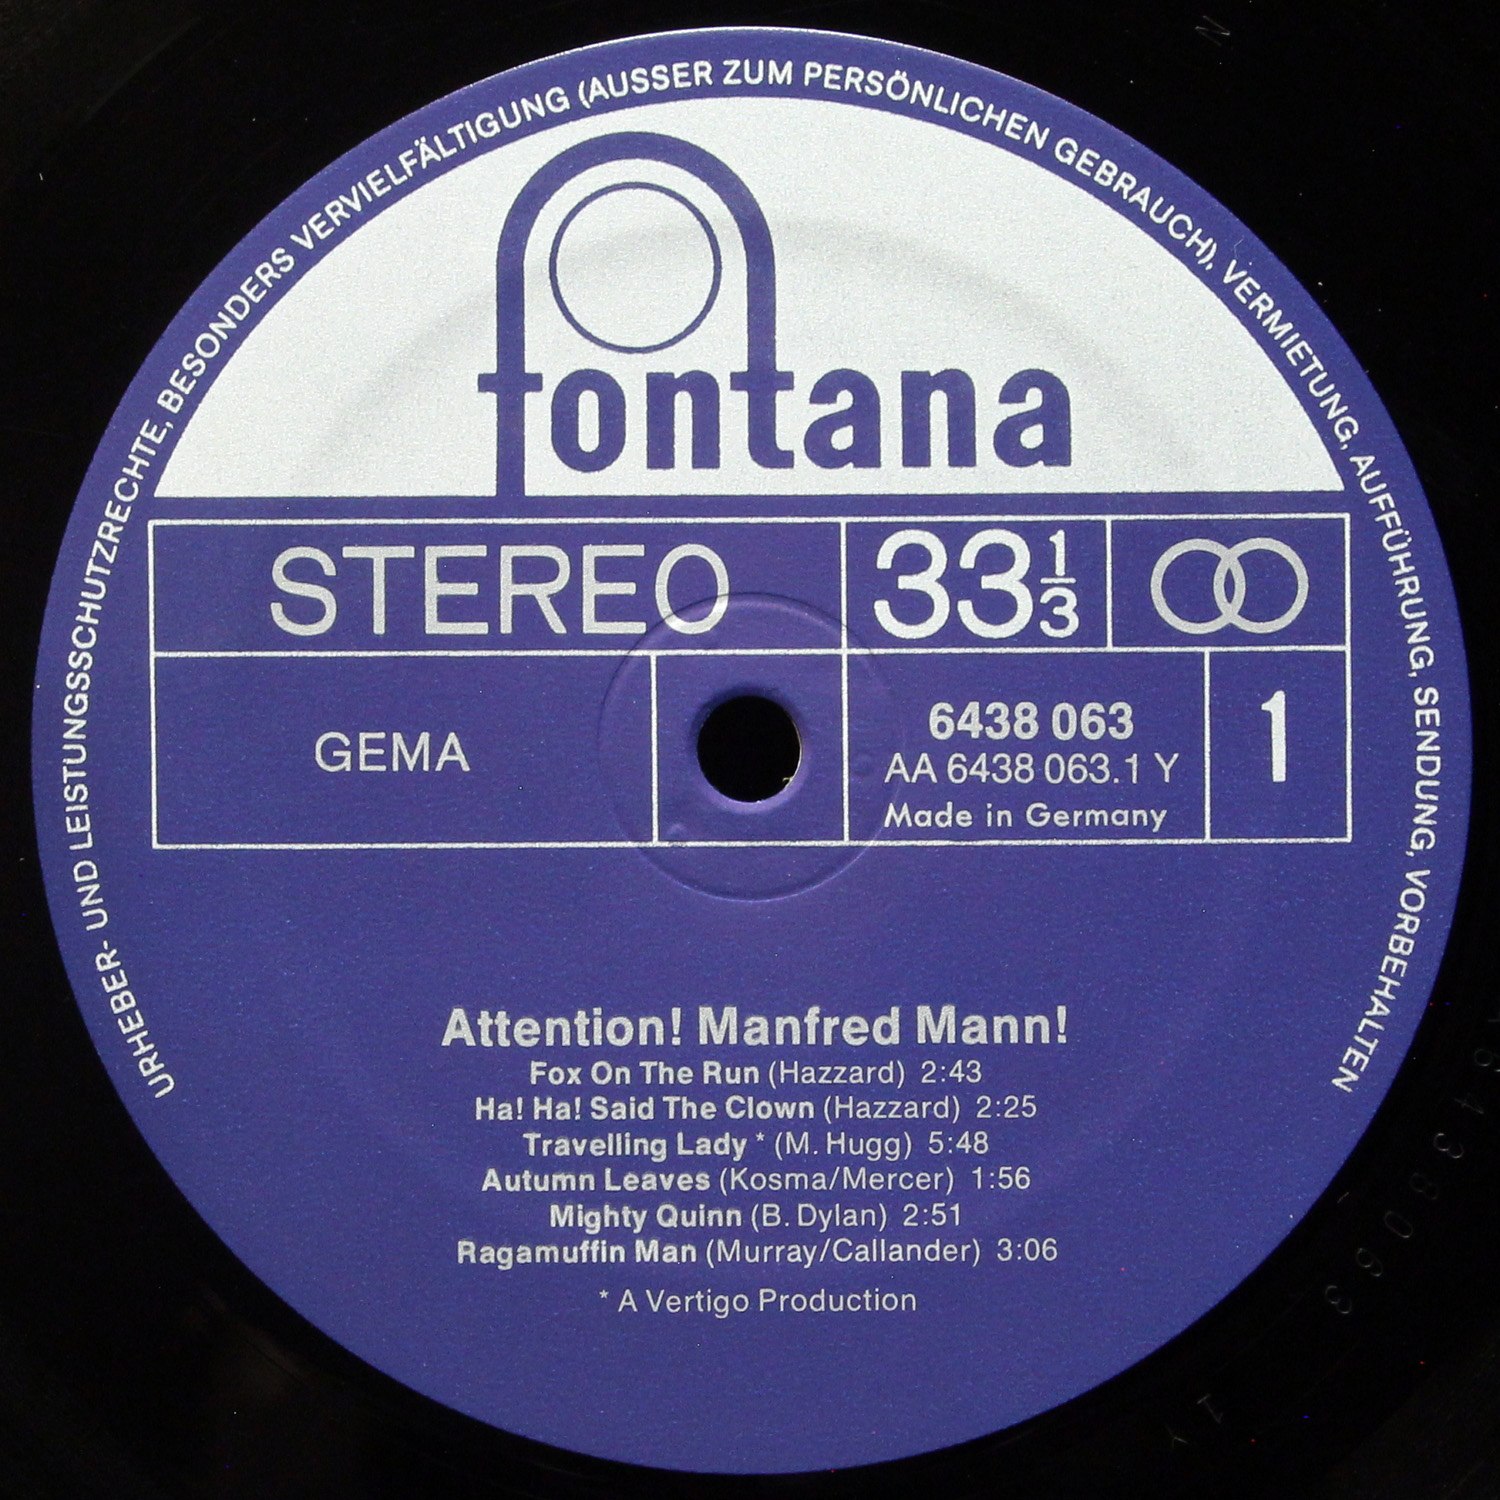 URHEBER- UND LEISTUNGSSCHUTZRECHTE, BESONDERS VERVIELFÄLTIGUNG (AUSSER ZUM PERSÖNLICHEN GEBRAUCH), VERMIETUNG, AUFFÜHRUNG, SENDUNG, VORBEHALTEN
fontana
STEREO
33 1/3
GEMA
6438 063
AA 6438 063.1 Y
Made in Germany
1
Attention! Manfred Mann!
Fox On The Run (Hazzard) 2:43
Ha! Ha! Said The Clown (Hazzard) 2:25
Travelling Lady * (M. Hugg) 5:48
Autumn Leaves (Kosma/Mercer) 1:56
Mighty Quinn (B. Dylan) 2:51
Ragamuffin Man (Murray/Callander) 3:06
* A Vertigo Production
6438063